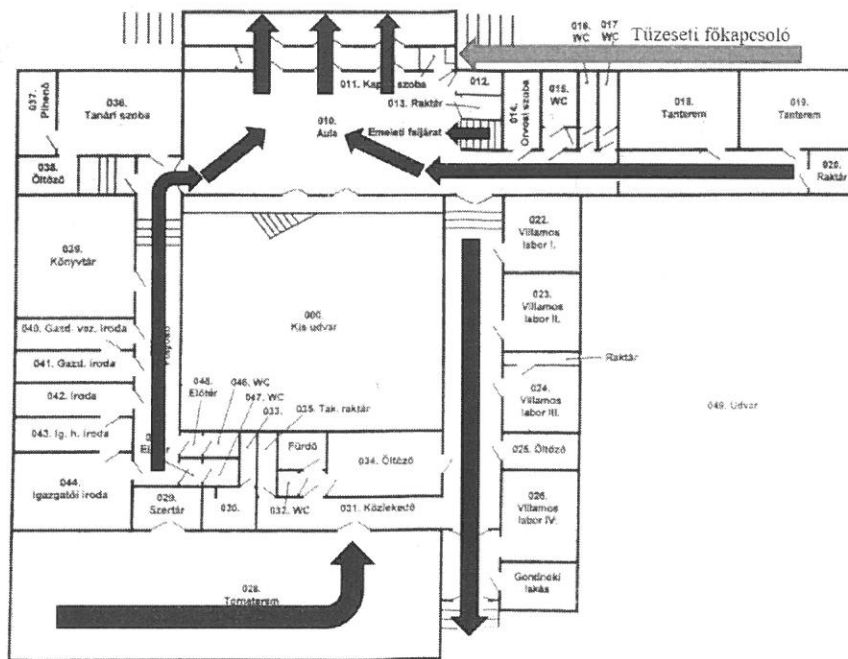 016.
WC
017
WC
Tűzeseti főkapcsoló
037.
Pihenő
036.
Tanári szoba
011. Kapus szoba
012.
013. Raktár
014.
Orvosi szoba
015.
WC
018.
Tanterem
019.
Tanterem
010.
Aula
Emeleti feljárat
020.
Raktár
038.
Öltöző
039.
Könyvtár
022.
Villamos
labor I.
023.
Villamos
labor II.
000.
Kis udvar
040. Gazd. vez. iroda
Folyosó
Raktár
041. Gazd. iroda
024.
Villamos
labor III.
049. Udvar
042. Iroda
045.
Előtér
046. WC
047. WC
033.
035. Tak. raktár
043. Ig. h. iroda
Fürdő
034. Öltöző
025. Öltöző
044.
Igazgatói iroda
029.
Szertár
030.
032. WC
031. Közlekedő
026.
Villamos
labor IV.
028.
Tornaterem
Gondnoki
lakás